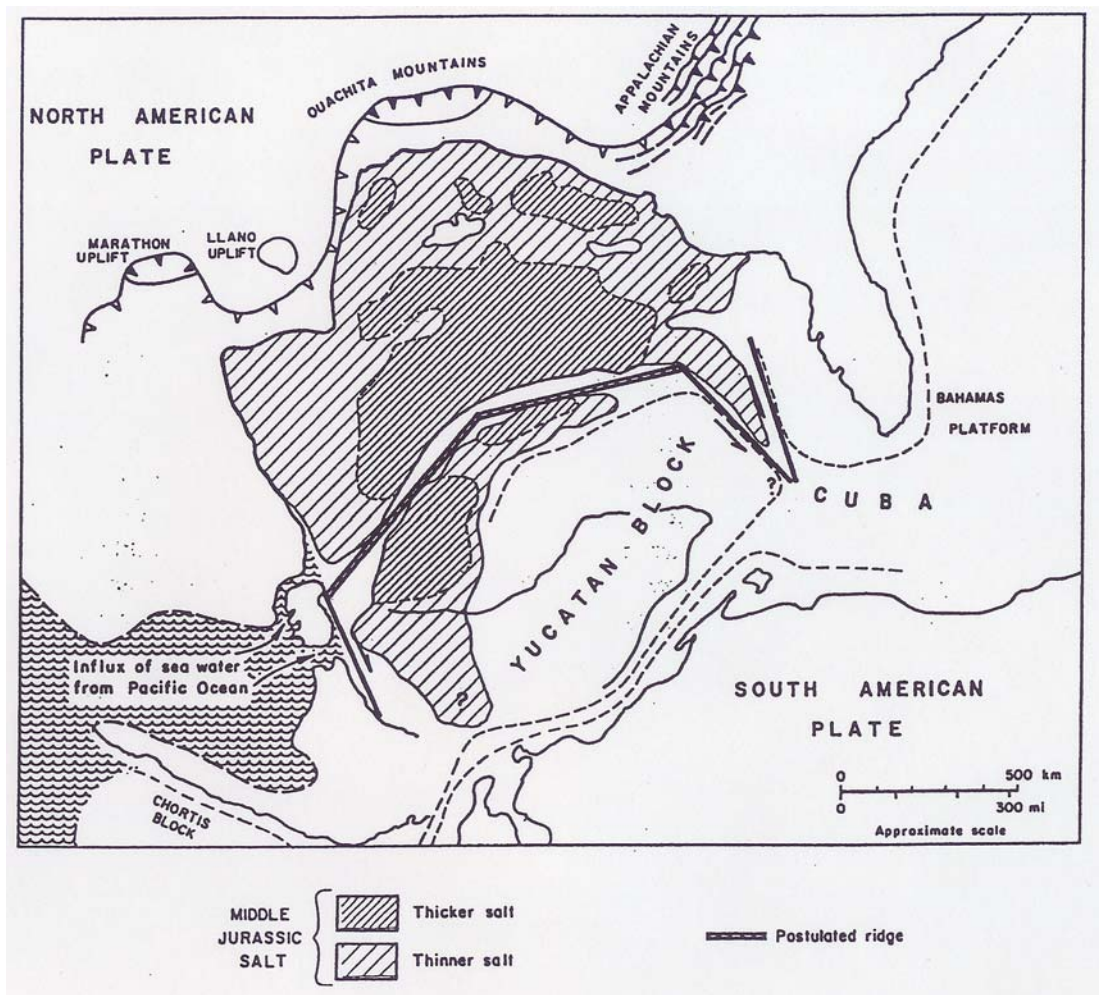 OUACHITA MOUNTAINS
APPALACHIAN
MOUNTAINS
NORTH AMERICAN
PLATE
MARATHON
UPLIFT
LLANO
UPLIFT
BAHAMAS
PLATFORM
CUBA
?
YUCATAN BLOCK
Influx of sea water
from Pacific Ocean
?
SOUTH AMERICAN
PLATE
CHORTIS
BLOCK
0 500 km
0 300 mi
Approximate scale
MIDDLE
JURASSIC
SALT
Thicker salt
Thinner salt
Postulated ridge